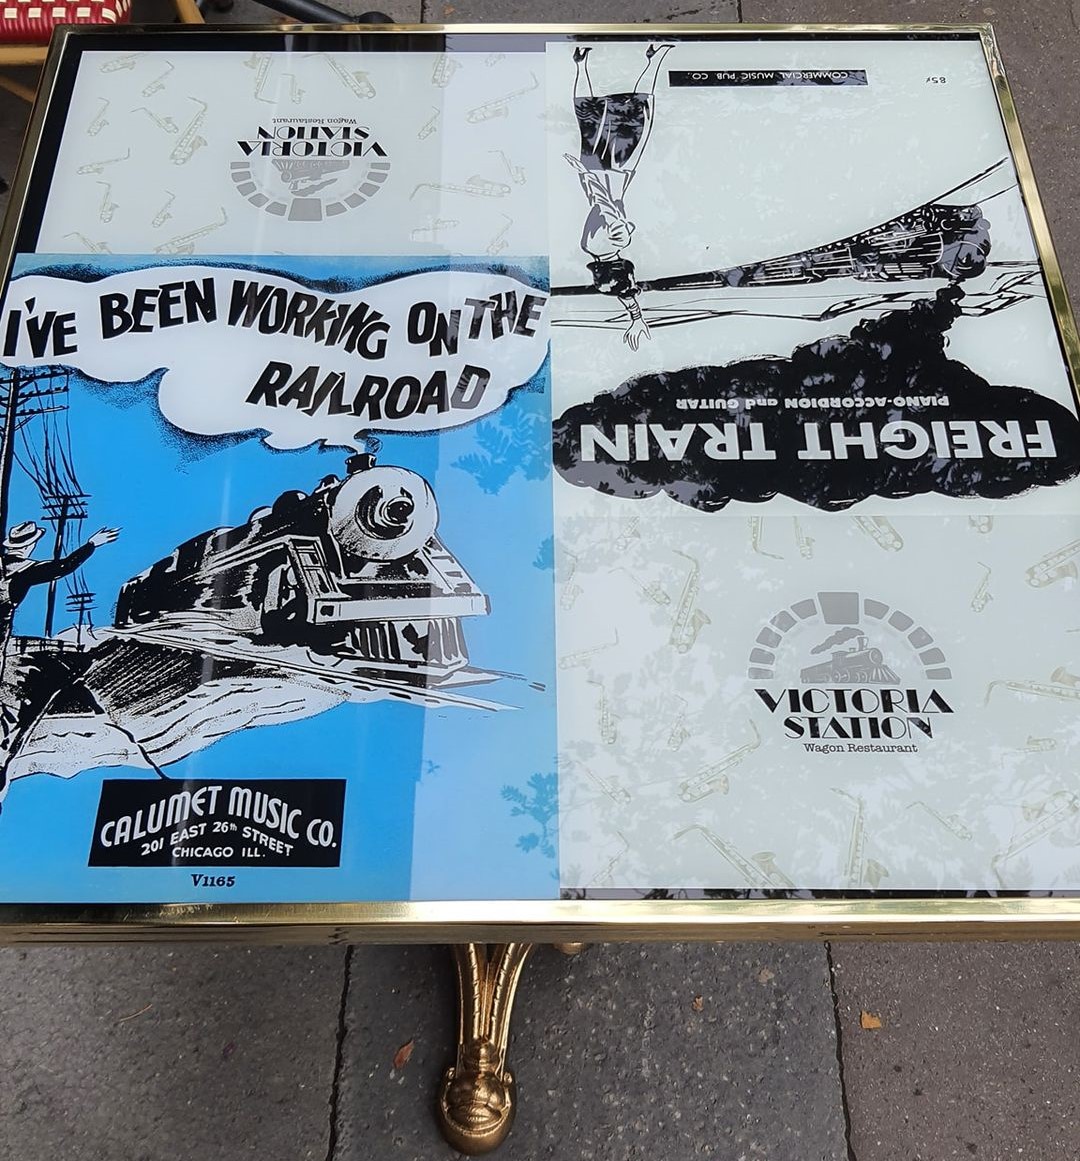 VICTORIA
STATION
Wagon Restaurant
COMMERCIAL MUSIC PUB CO.
85¢
I'VE BEEN WORKING ON THE
RAILROAD
FREIGHT TRAIN
PIANO-ACCORDION and GUITAR
VICTORIA
STATION
Wagon Restaurant
CALUMET MUSIC CO.
201 EAST 26th STREET
CHICAGO ILL.
V1165